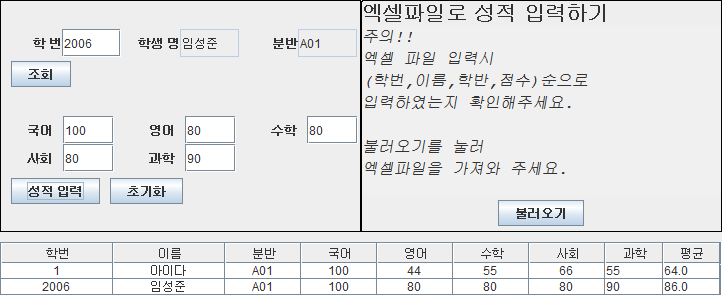 학 번 2006 학생 명 임성준 분반 A01
조회
국어 100 영어 80 수학 80
사회 80 과학 90
성적 입력 초기화
엑셀파일로 성적 입력하기
주의!!
엑셀 파일 입력시
(학번,이름,학반,점수)순으로
입력하였는지 확인해주세요.
불러오기를 눌러
엑셀파일을 가져와 주세요.
불러오기
학번 이름 분반 국어 영어 수학 사회 과학 평균
1 아이다 A01 100 44 55 66 55 64.0
2006 임성준 A01 100 80 80 80 90 86.0